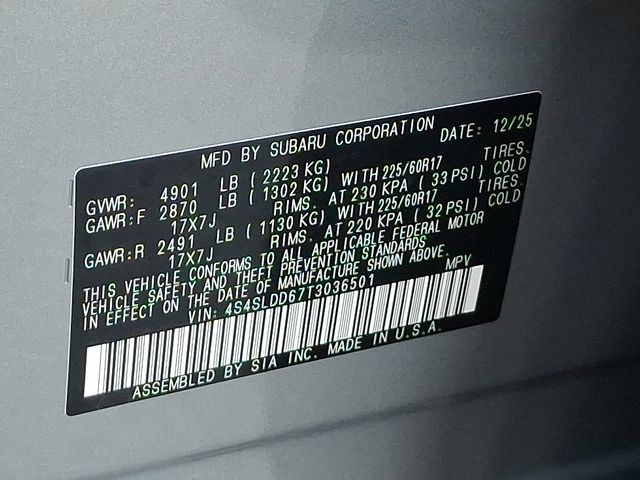 MFD BY SUBARU CORPORATION DATE: 12/25
GVWR: 4901 LB ( 2223 KG)
GAWR:F 2870 LB ( 1302 KG) WITH 225/60R17 TIRES.
17X7J RIMS. AT 230 KPA ( 33 PSI) COLD
GAWR:R 2491 LB ( 1130 KG) WITH 225/60R17 TIRES.
17X7J RIMS. AT 220 KPA ( 32 PSI) COLD
THIS VEHICLE CONFORMS TO ALL APPLICABLE FEDERAL MOTOR
VEHICLE SAFETY AND THEFT PREVENTION STANDARDS
IN EFFECT ON THE DATE OF MANUFACTURE SHOWN ABOVE.
VIN: 4S4SLDD67T3036501 MPV
ASSEMBLED BY SIA INC. MADE IN U.S.A.